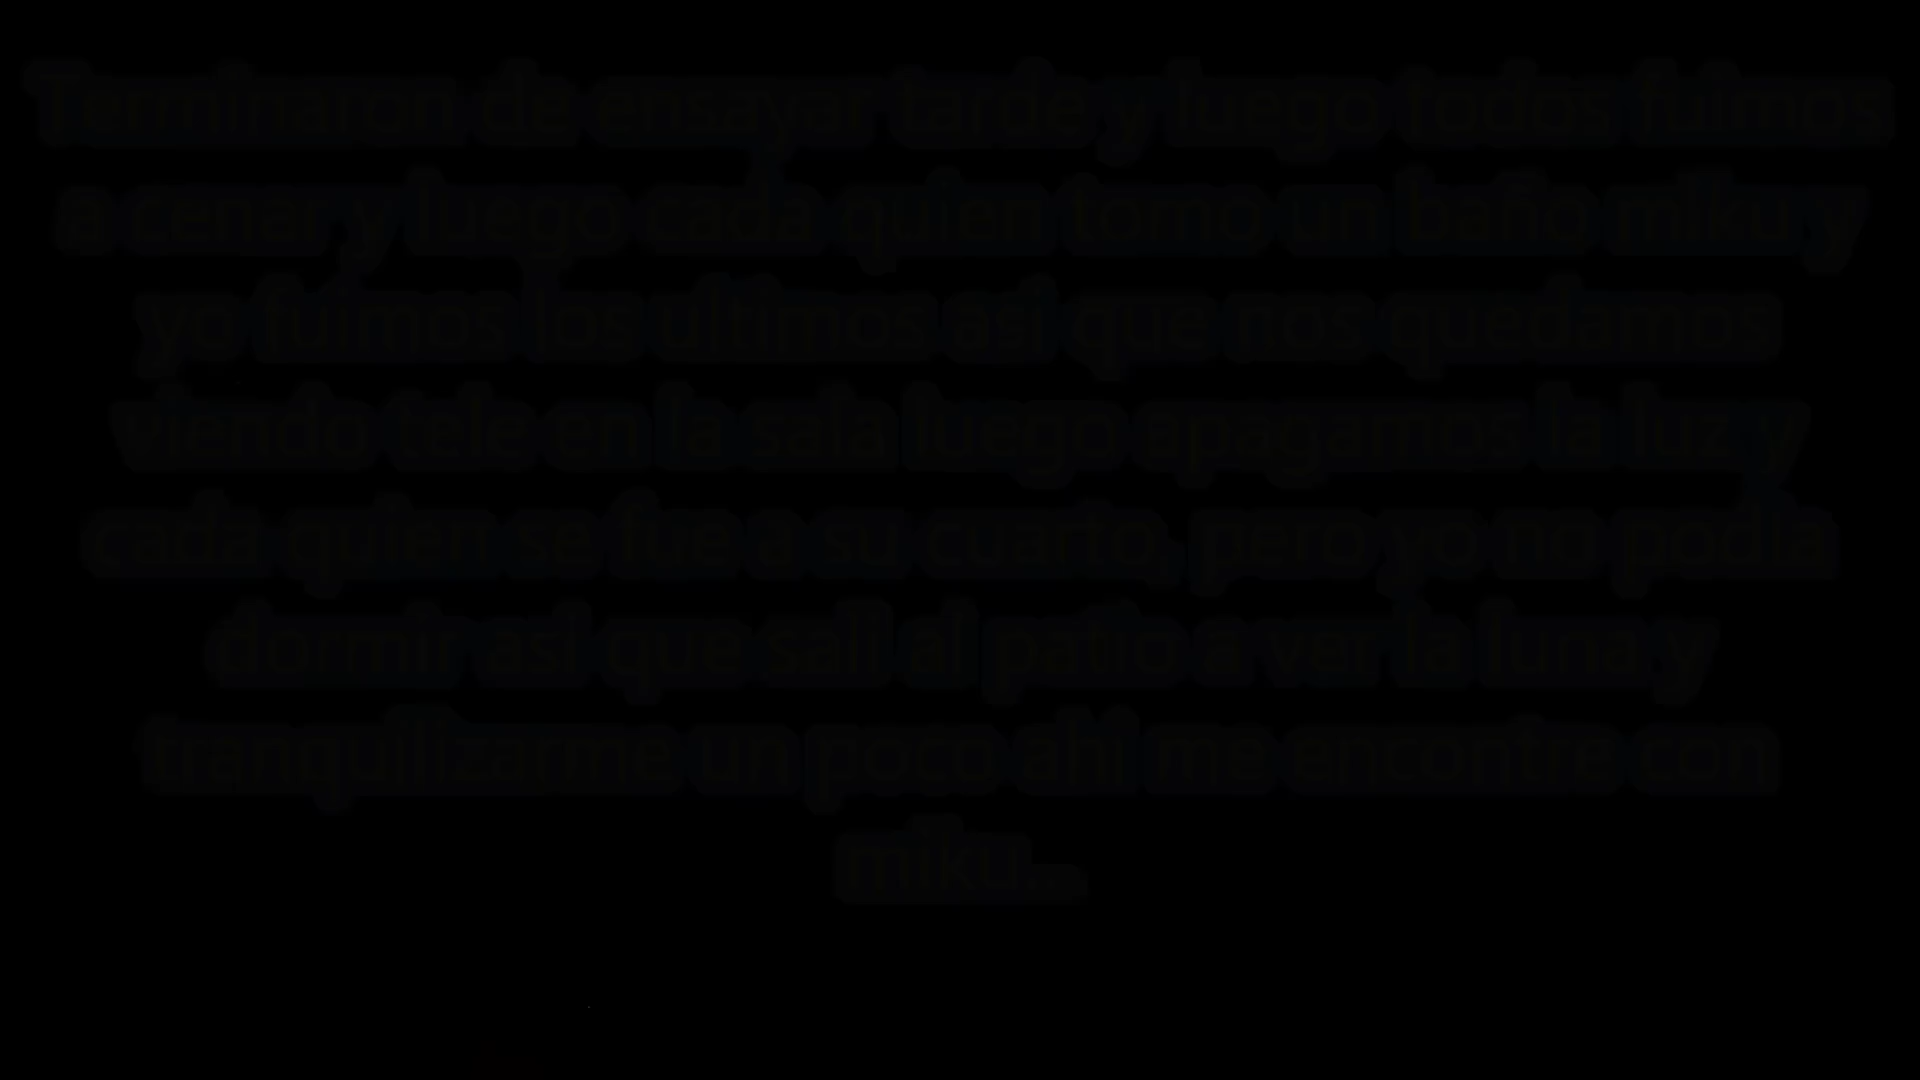 Terminaron de ensayar tarde y luego todos fuimos
a cenar y luego cada quien tomo un baño miku y
yo fuimos los ultimos asi que nos quedamos
viendo tele en la sala luego apagamos la luz y
cada quien se fue a su cuarto, pero yo no podia
dormir asi que sali al patio a ver la luna y
tranquilizarme un poco ahi me encontre con
miku...